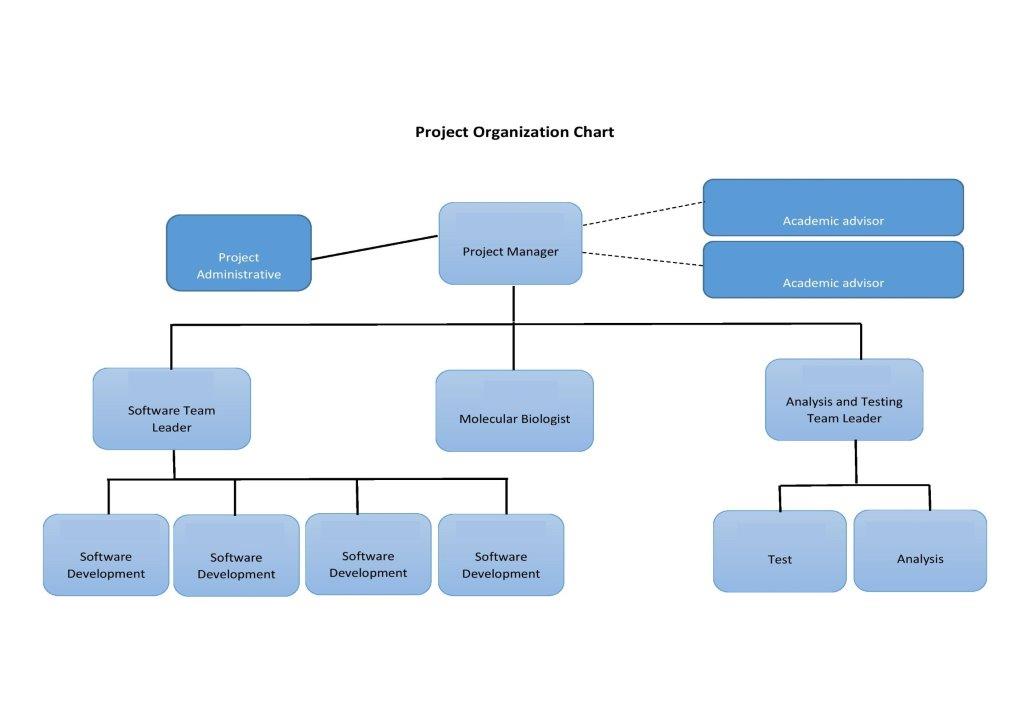 Project Organization Chart
Academic advisor
Project Manager
Project
Administrative
Academic advisor
Software Team
Leader
Molecular Biologist
Analysis and Testing
Team Leader
Software
Development
Software
Development
Software
Development
Software
Development
Test
Analysis